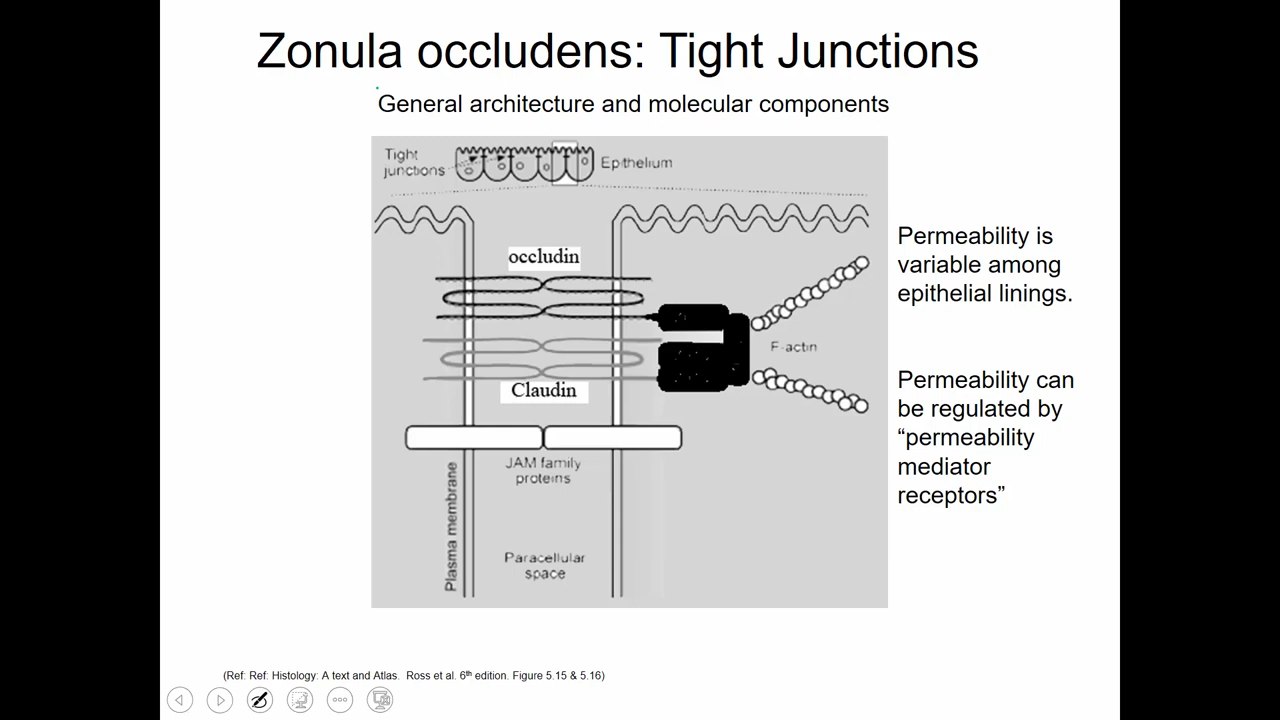 Zonula occludens: Tight Junctions
General architecture and molecular components
Tight
junctions
Epithelium
occludin
F-actin
Claudin
JAM family
proteins
Plasma membrane
Paracellular
space
Permeability is
variable among
epithelial linings.
Permeability can
be regulated by
“permeability
mediator
receptors”
(Ref: Ref: Histology: A text and Atlas. Ross et al. 6th edition. Figure 5.15 & 5.16)